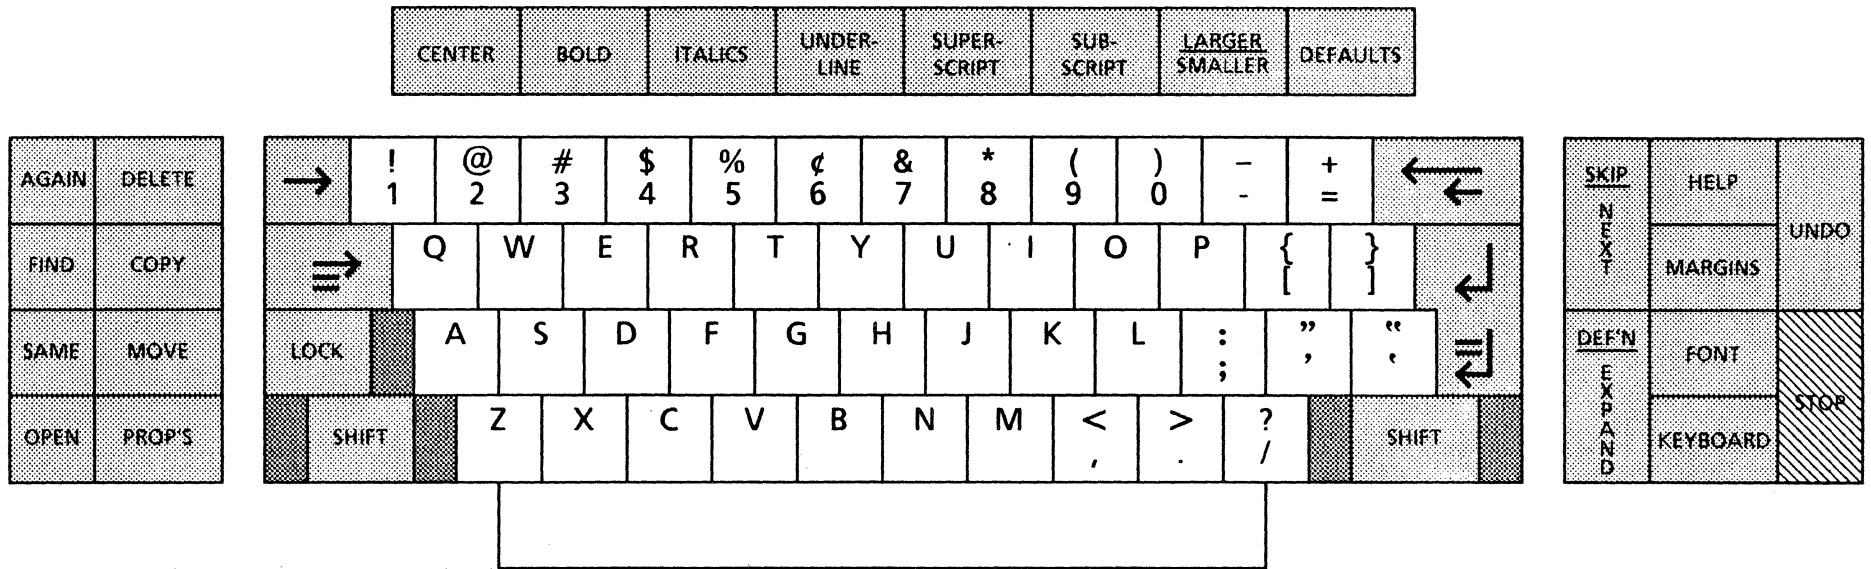 CENTER BOLD ITALICS UNDER-LINE SUPER-SCRIPT SUB-SCRIPT LARGER SMALLER DEFAULTS
AGAIN DELETE → ! 1 @ 2 # 3 $ 4 % 5 ¢ 6 & 7 * 8 ( 9 ) 0 – - + = ← SKIP NEXT HELP UNDO
FIND COPY Q W E R T Y U I O P { [ } ] MARGINS
SAME MOVE LOCK A S D F G H J K L : ; ” ’ “ ‘ DEF'N EXPAND FONT STOP
OPEN PROP'S SHIFT Z X C V B N M < , > . ? / SHIFT KEYBOARD